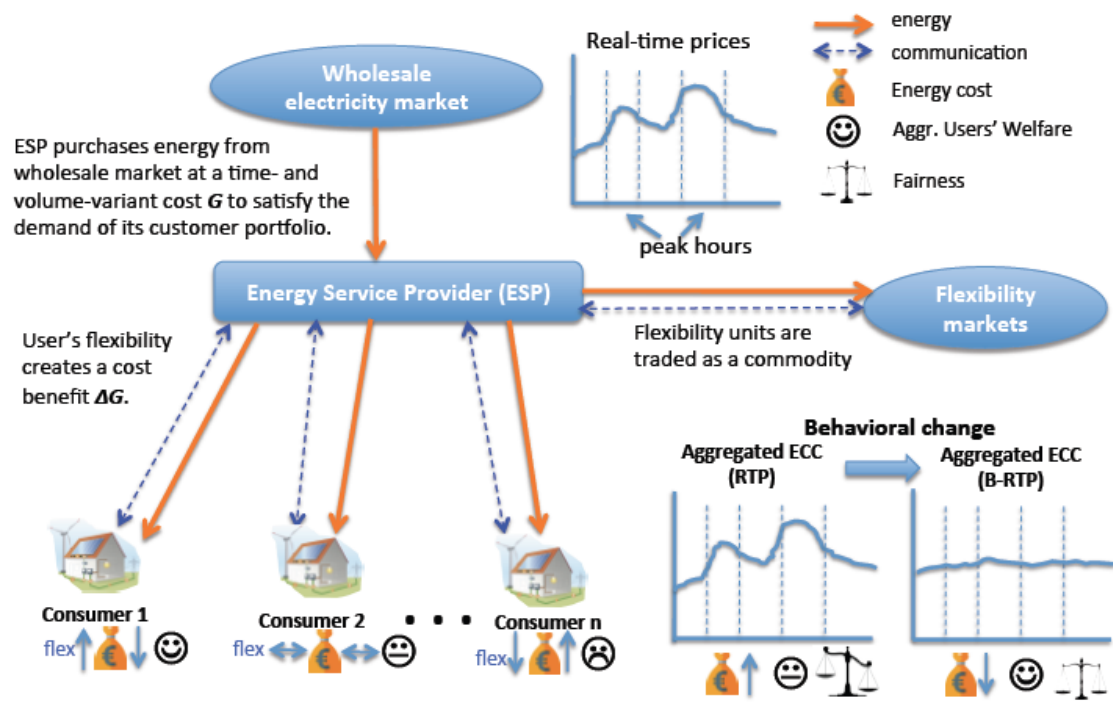 Wholesale
electricity market
Real-time prices
peak hours
energy
communication
€
Energy cost
Aggr. Users' Welfare
Fairness
ESP purchases energy from
wholesale market at a time- and
volume-variant cost G to satisfy the
demand of its customer portfolio.
Energy Service Provider (ESP)
Flexibility
markets
Flexibility units are
traded as a commodity
User's flexibility
creates a cost
benefit ΔG.
Consumer 1
flex €
Consumer 2
flex €
• • •
Consumer n
flex €
Behavioral change
Aggregated ECC
(RTP)
€
Aggregated ECC
(B-RTP)
€